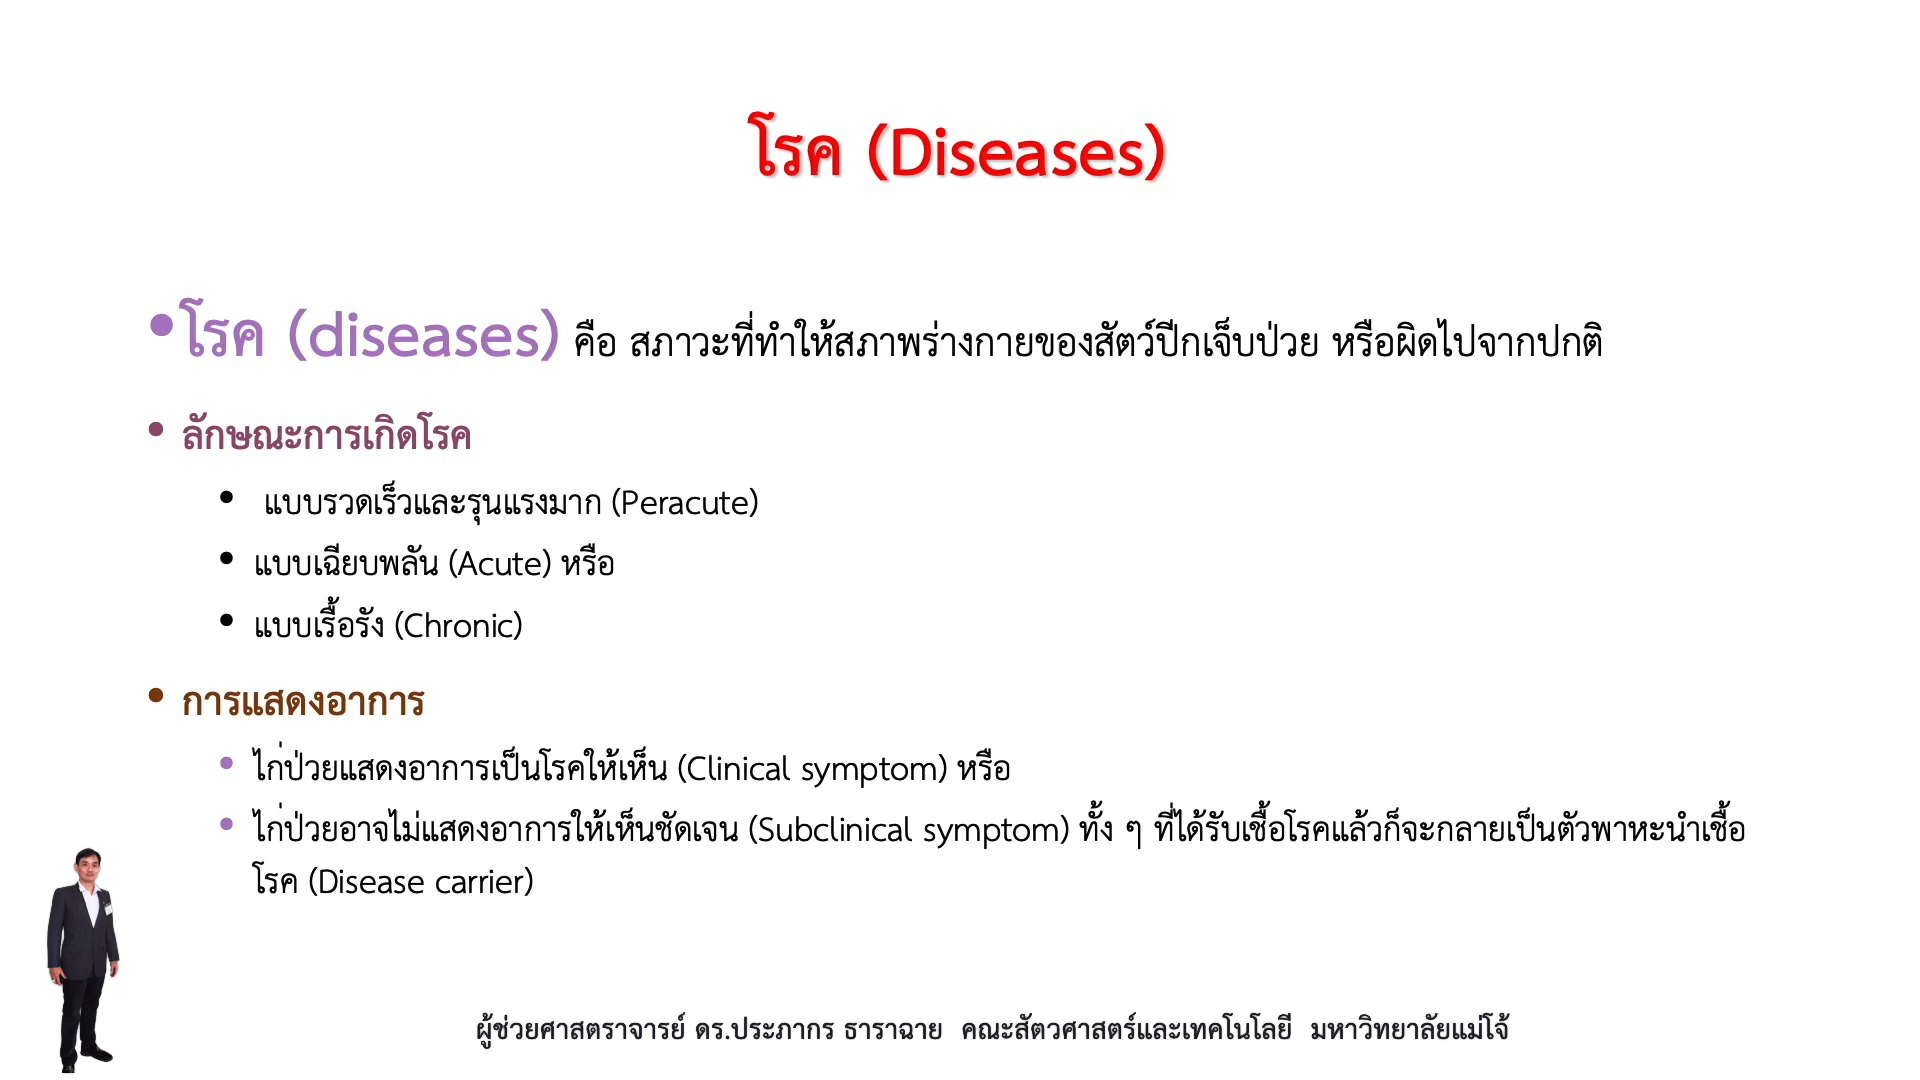 โรค (Diseases)
•โรค (diseases) คือ สภาวะที่ทำให้สภาพร่างกายของสัตว์ปีกเจ็บป่วย หรือผิดไปจากปกติ
• ลักษณะการเกิดโรค
• แบบรวดเร็วและรุนแรงมาก (Peracute)
• แบบเฉียบพลัน (Acute) หรือ
• แบบเรื้อรัง (Chronic)
• การแสดงอาการ
• ไก่ป่วยแสดงอาการเป็นโรคให้เห็น (Clinical symptom) หรือ
• ไก่ป่วยอาจไม่แสดงอาการให้เห็นชัดเจน (Subclinical symptom) ทั้ง ๆ ที่ได้รับเชื้อโรคแล้วก็จะกลายเป็นตัวพาหะนำเชื้อ
โรค (Disease carrier)
ผู้ช่วยศาสตราจารย์ ดร.ประภากร ธาราฉาย คณะสัตวศาสตร์และเทคโนโลยี มหาวิทยาลัยแม่โจ้